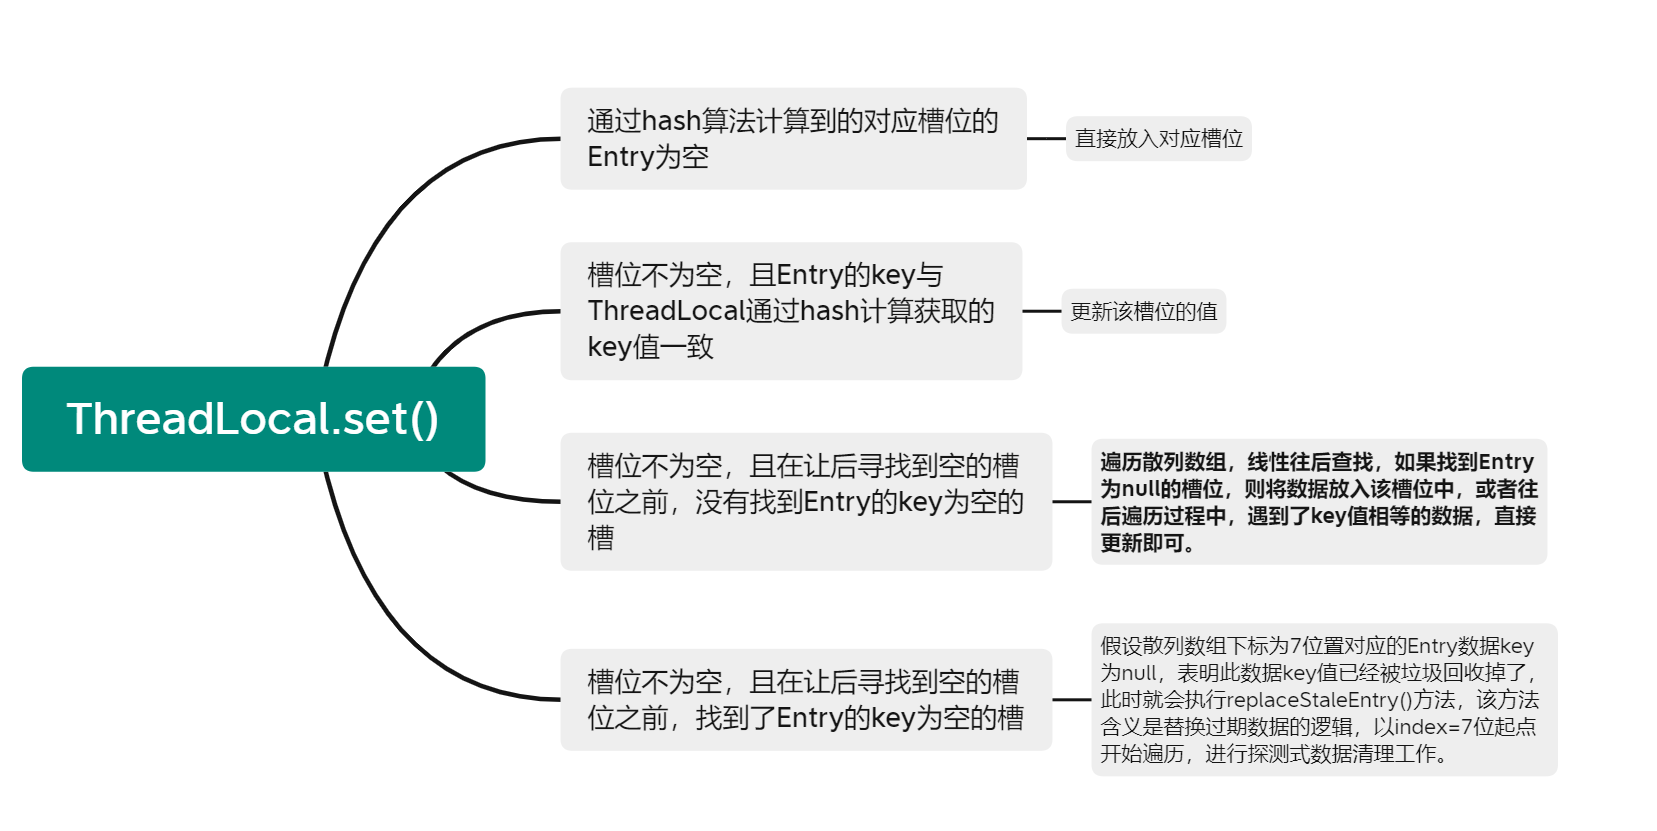 通过hash算法计算到的对应槽位的
Entry为空
直接放入对应槽位
槽位不为空，且Entry的key与
ThreadLocal通过hash计算获取的
key值一致
更新该槽位的值
ThreadLocal.set()
槽位不为空，且在让后寻找到空的槽
位之前，没有找到Entry的key为空的
槽
遍历散列数组，线性往后查找，如果找到Entry
为null的槽位，则将数据放入该槽位中，或者往
后遍历过程中，遇到了key值相等的数据，直接
更新即可。
槽位不为空，且在让后寻找到空的槽
位之前，找到了Entry的key为空的槽
假设散列数组下标为7位置对应的Entry数据key
为null，表明此数据key值已经被垃圾回收掉了，
此时就会执行replaceStaleEntry()方法，该方法
含义是替换过期数据的逻辑，以index=7位起点
开始遍历，进行探测式数据清理工作。